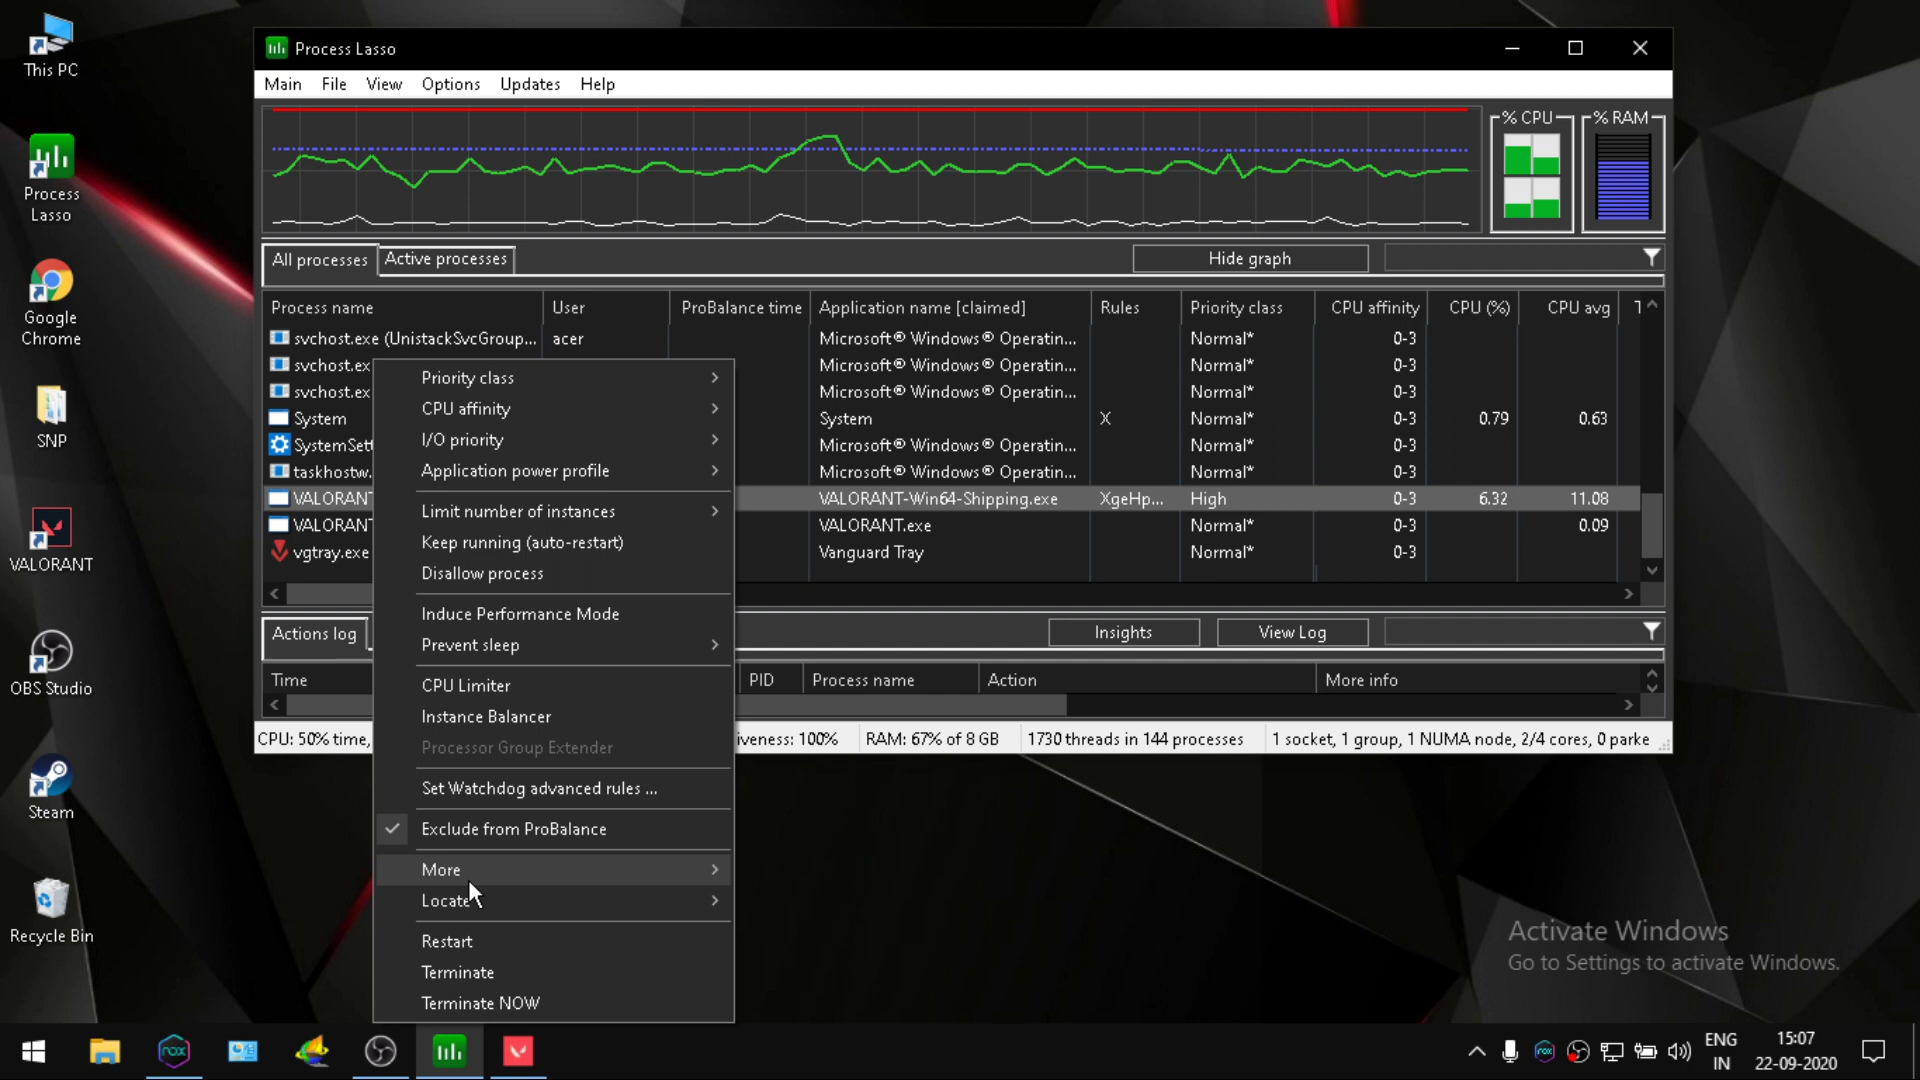 This PC
Process
Lasso
Google
Chrome
SNP
VALORANT
OBS Studio
Steam
Recycle Bin
Process Lasso
Main File View Options Updates Help
% CPU
% RAM
All processes Active processes Hide graph
Process name User ProBalance time Application name [claimed] Rules Priority class CPU affinity CPU (%) CPU avg
svchost.exe (UnistackSvcGroup... acer Microsoft® Windows® Operatin... Normal* 0-3
svchost.ex Microsoft® Windows® Operatin... Normal* 0-3
svchost.ex Microsoft® Windows® Operatin... Normal* 0-3
System System X Normal* 0-3 0.79 0.63
SystemSett Microsoft® Windows® Operatin... Normal* 0-3
taskhostw. Microsoft® Windows® Operatin... Normal* 0-3
VALORANT VALORANT-Win64-Shipping.exe XgeHp... High 0-3 6.32 11.08
VALORANT VALORANT.exe Normal* 0-3 0.09
vgtray.exe Vanguard Tray Normal* 0-3
Actions log Insights View Log
Time PID Process name Action More info
CPU: 50% time, iveness: 100% RAM: 67% of 8 GB 1730 threads in 144 processes 1 socket, 1 group, 1 NUMA node, 2/4 cores, 0 parke
Priority class
CPU affinity
I/O priority
Application power profile
Limit number of instances
Keep running (auto-restart)
Disallow process
Induce Performance Mode
Prevent sleep
CPU Limiter
Instance Balancer
Processor Group Extender
Set Watchdog advanced rules ...
Exclude from ProBalance
More
Locate
Restart
Terminate
Terminate NOW
Activate Windows
Go to Settings to activate Windows.
nox
ENG
IN
15:07
22-09-2020